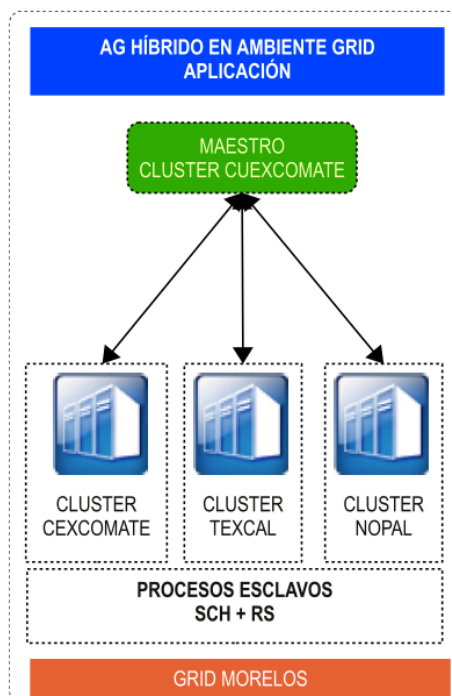 AG HÍBRIDO EN AMBIENTE GRID
APLICACIÓN
MAESTRO
CLUSTER CUEXCOMATE
CLUSTER
CEXCOMATE
CLUSTER
TEXCAL
CLUSTER
NOPAL
PROCESOS ESCLAVOS
SCH + RS
GRID MORELOS